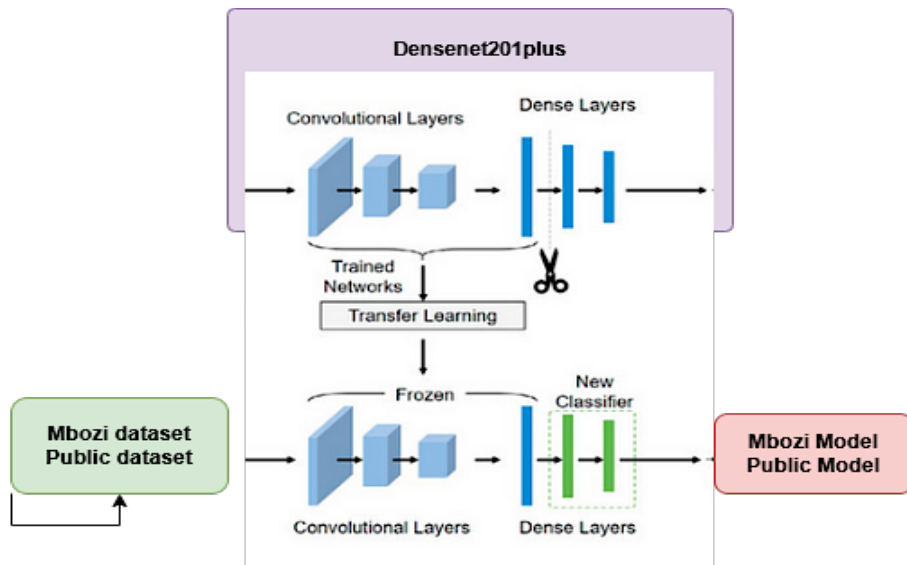 Densenet201plus
Convolutional Layers
Dense Layers
Trained
Networks
Transfer Learning
Frozen
New
Classifier
Mbozi dataset
Public dataset
Mbozi Model
Public Model
Convolutional Layers
Dense Layers